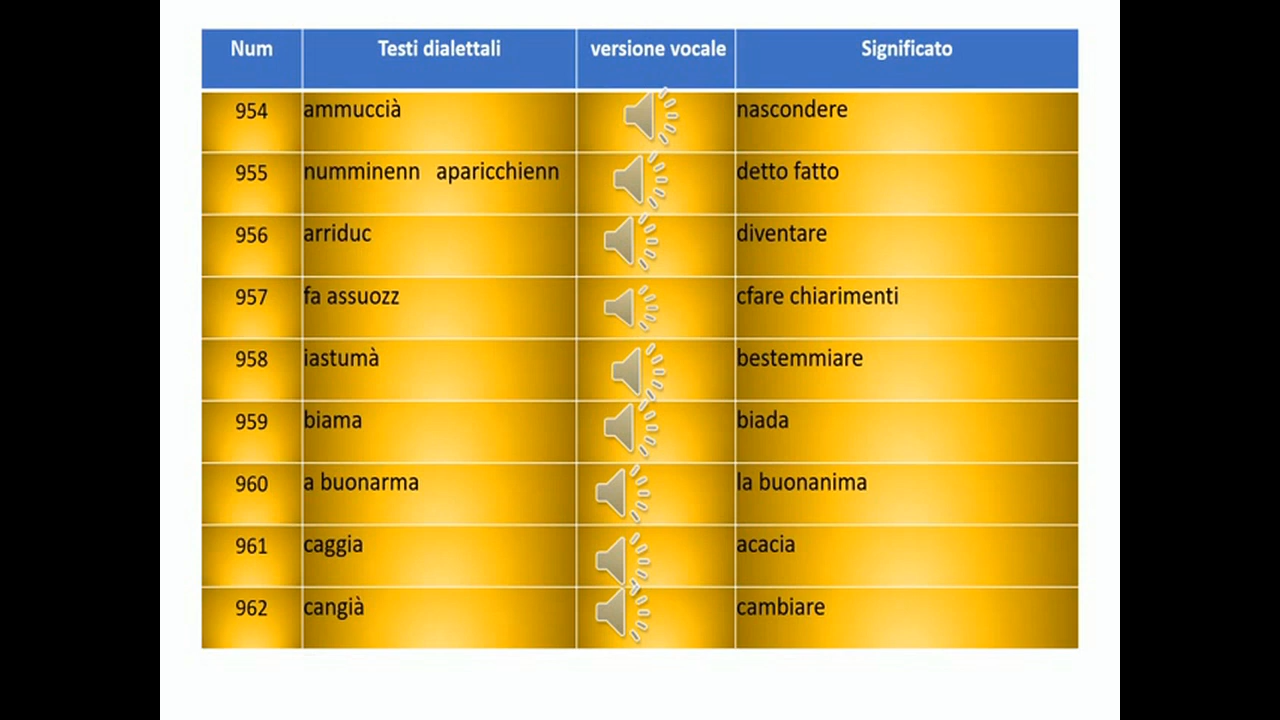 Num Testi dialettali versione vocale Significato
954 ammuccià nascondere
955 numminenn aparicchienn detto fatto
956 arriduc diventare
957 fa assuozz cfare chiarimenti
958 iastumà bestemmiare
959 biama biada
960 a buonarma la buonanima
961 caggia acacia
962 cangià cambiare